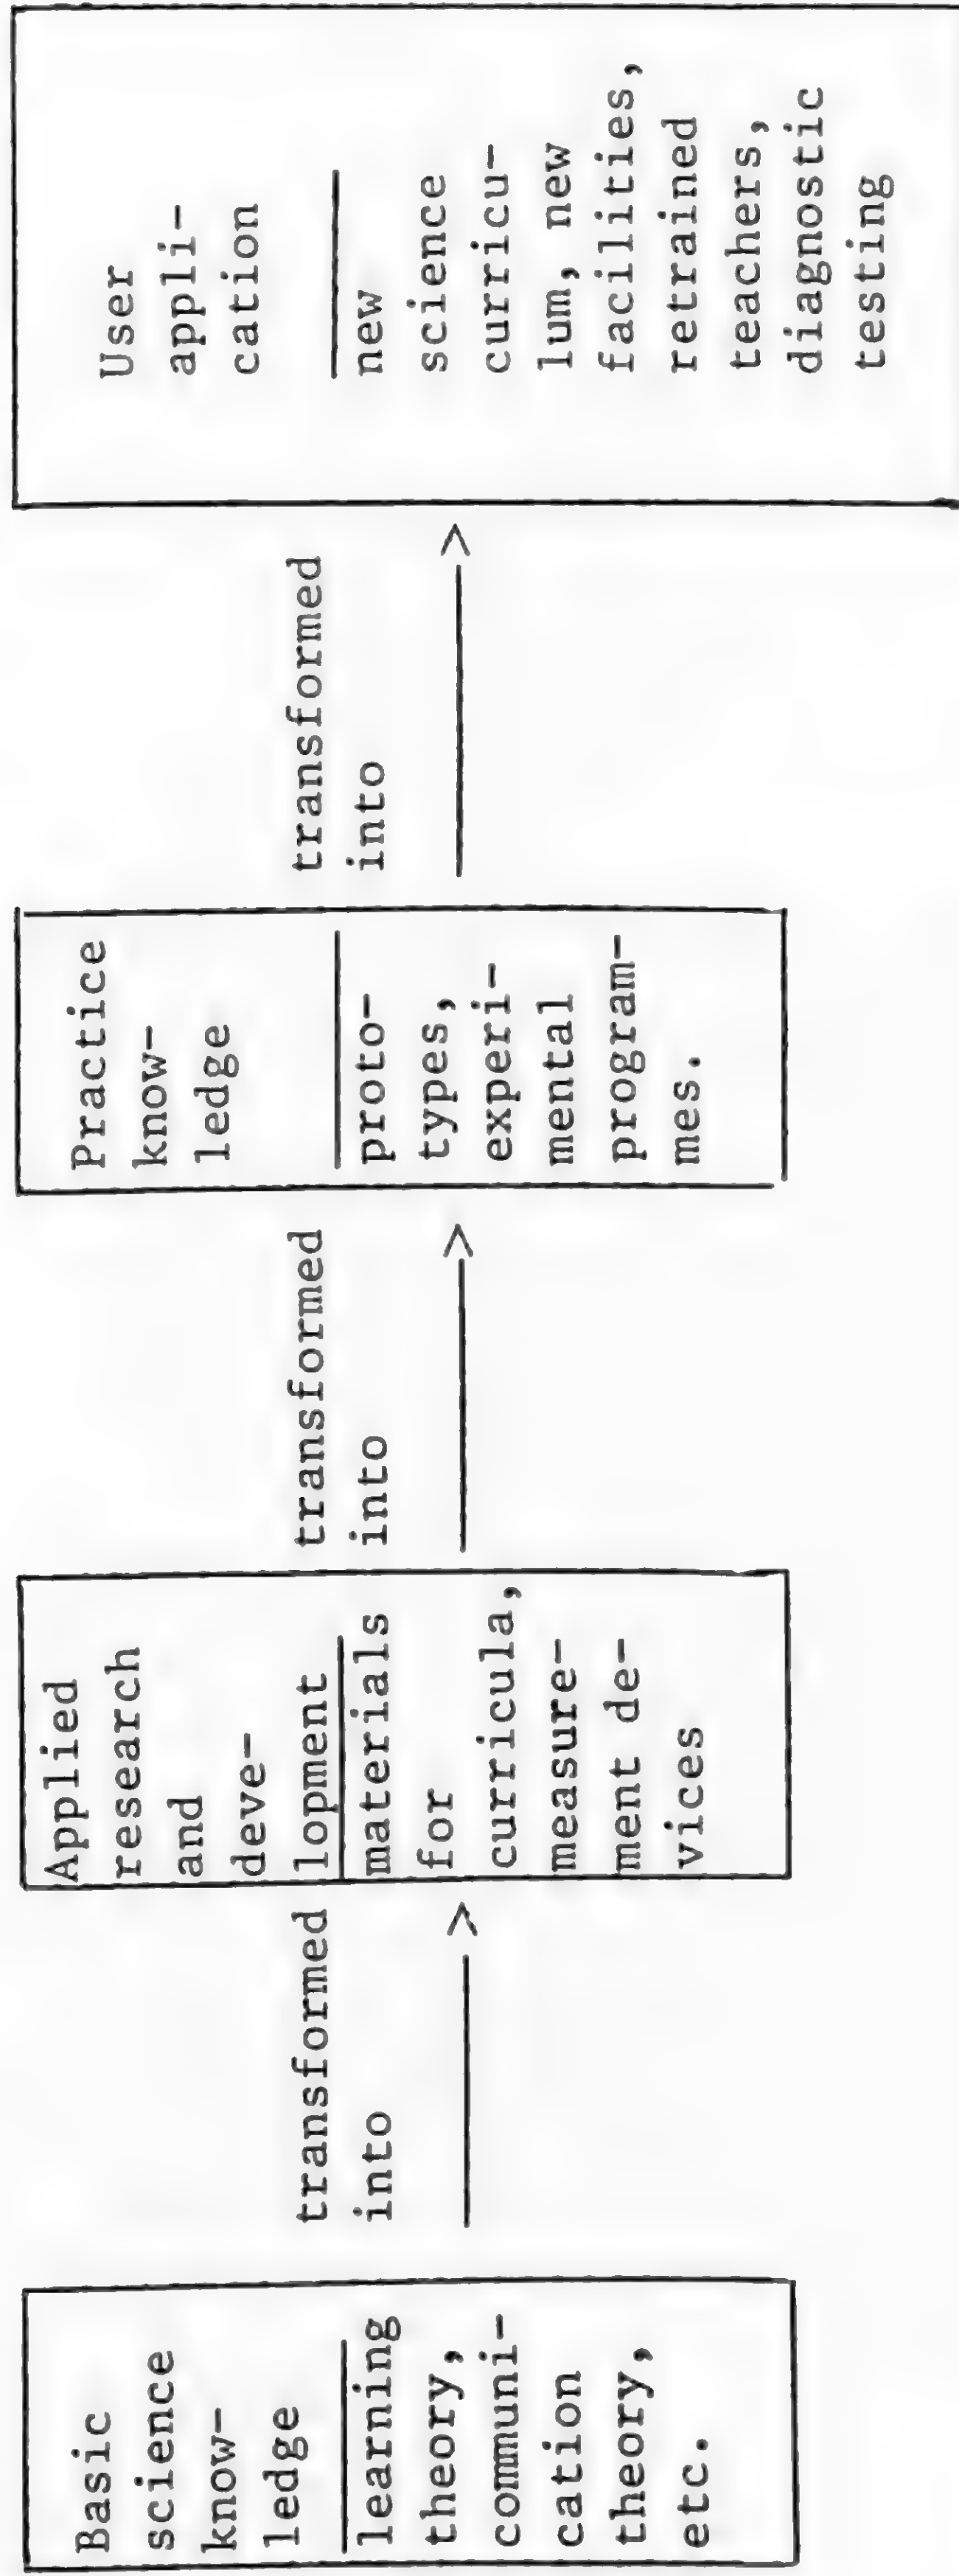 Basic
science
know-
ledge
learning
theory,
communi-
cation
theory,
etc.
transformed
into
Applied
research
and
deve-
lopment
materials
for
curricula,
measure-
ment de-
vices
transformed
into
Practice
know-
ledge
proto-
types,
experi-
mental
program-
mes.
transformed
into
User
appli-
cation
new
science
curricu-
lum, new
facilities,
retrained
teachers,
diagnostic
testing